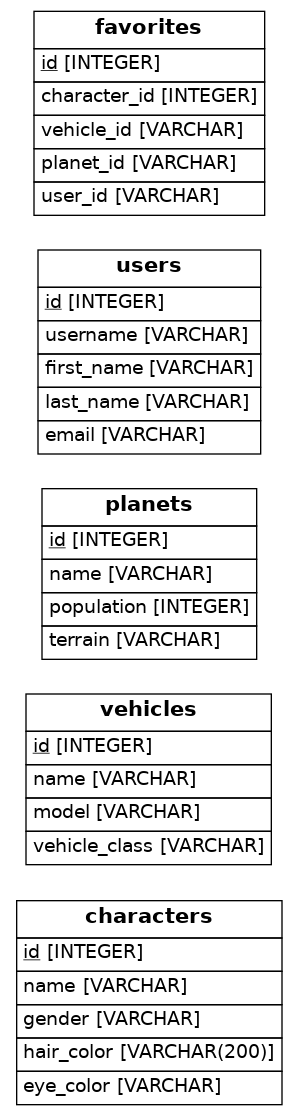 favorites
id [INTEGER]
character_id [INTEGER]
vehicle_id [VARCHAR]
planet_id [VARCHAR]
user_id [VARCHAR]
users
id [INTEGER]
username [VARCHAR]
first_name [VARCHAR]
last_name [VARCHAR]
email [VARCHAR]
planets
id [INTEGER]
name [VARCHAR]
population [INTEGER]
terrain [VARCHAR]
vehicles
id [INTEGER]
name [VARCHAR]
model [VARCHAR]
vehicle_class [VARCHAR]
characters
id [INTEGER]
name [VARCHAR]
gender [VARCHAR]
hair_color [VARCHAR(200)]
eye_color [VARCHAR]